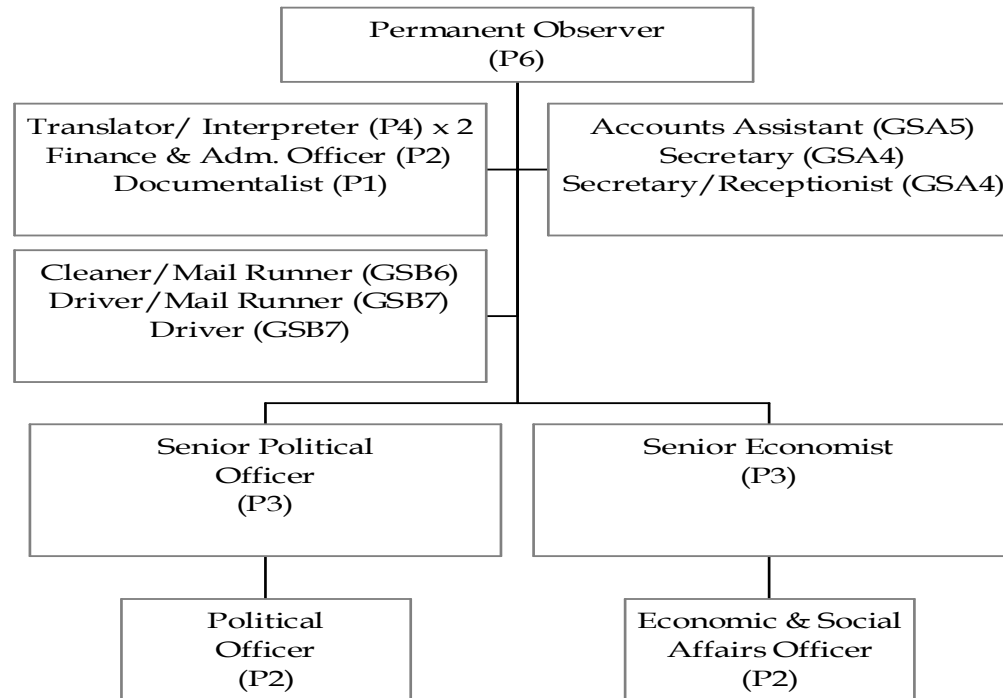 Permanent Observer
(P6)
Translator/ Interpreter (P4) x 2
Finance & Adm. Officer (P2)
Documentalist (P1)
Accounts Assistant (GSA5)
Secretary (GSA4)
Secretary/Receptionist (GSA4)
Cleaner/Mail Runner (GSB6)
Driver/Mail Runner (GSB7)
Driver (GSB7)
Senior Political
Officer
(P3)
Senior Economist
(P3)
Political
Officer
(P2)
Economic & Social
Affairs Officer
(P2)